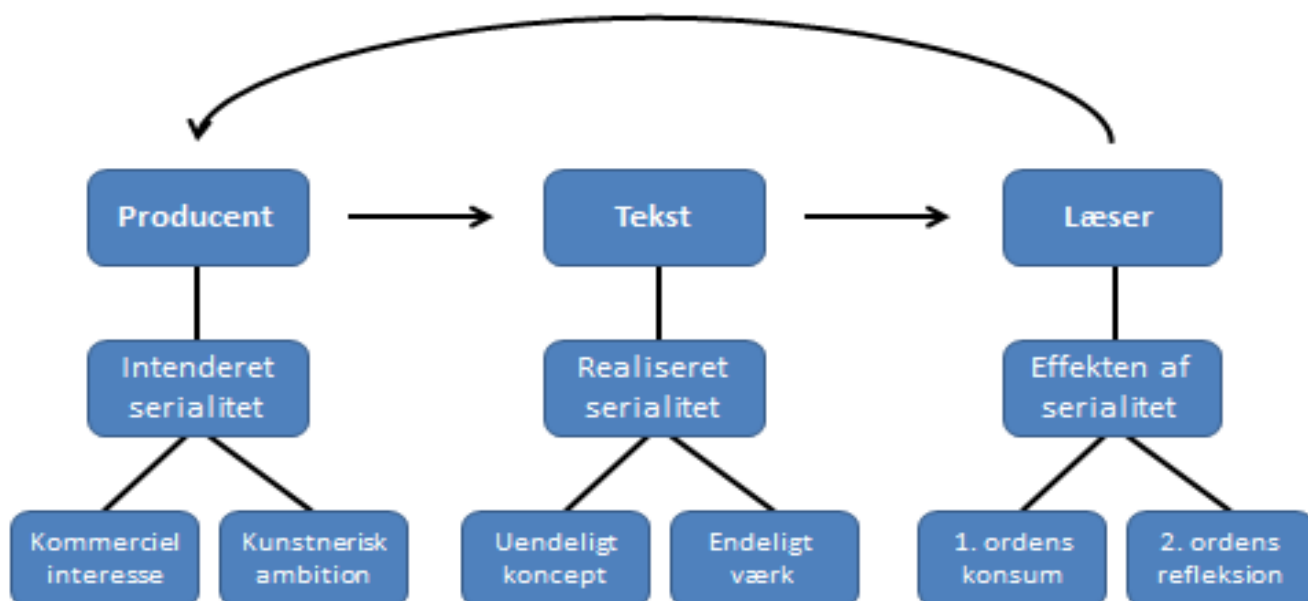 Producent
Tekst
Læser
Intenderet
serialitet
Realiseret
serialitet
Effekten af
serialitet
Kommerciel
interesse
Kunstnerisk
ambition
Uendeligt
koncept
Endeligt
værk
1. ordens
konsum
2. ordens
refleksion